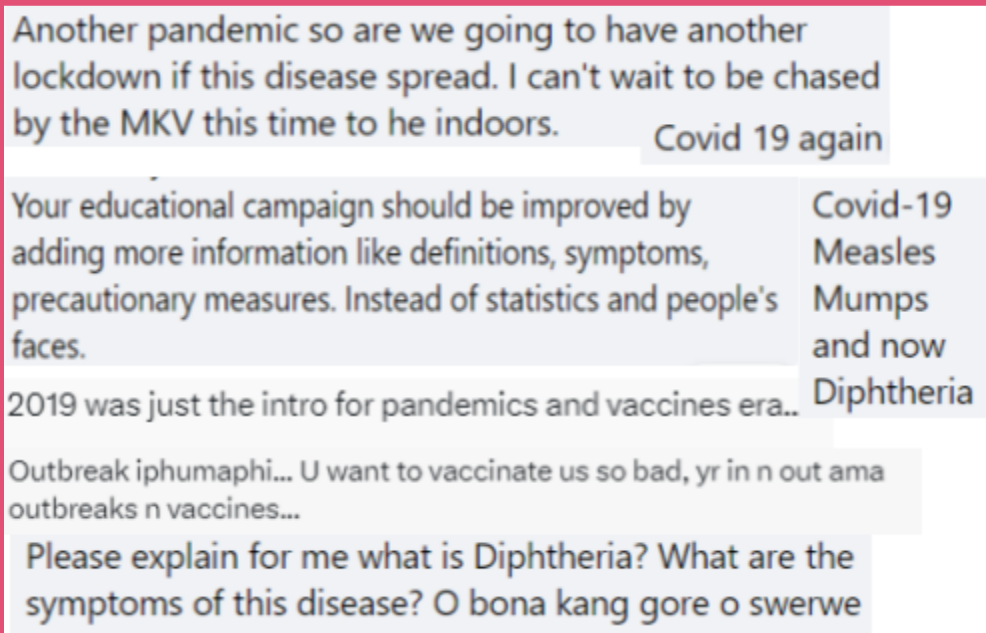 Another pandemic so are we going to have another
lockdown if this disease spread. I can't wait to be chased
by the MKV this time to he indoors.
Covid 19 again
Your educational campaign should be improved by
adding more information like definitions, symptoms,
precautionary measures. Instead of statistics and people's
faces.
Covid-19
Measles
Mumps
and now
Diphtheria
2019 was just the intro for pandemics and vaccines era..
Outbreak iphumaphi... U want to vaccinate us so bad, yr in n out ama
outbreaks n vaccines...
Please explain for me what is Diphtheria? What are the
symptoms of this disease? O bona kang gore o swerwe